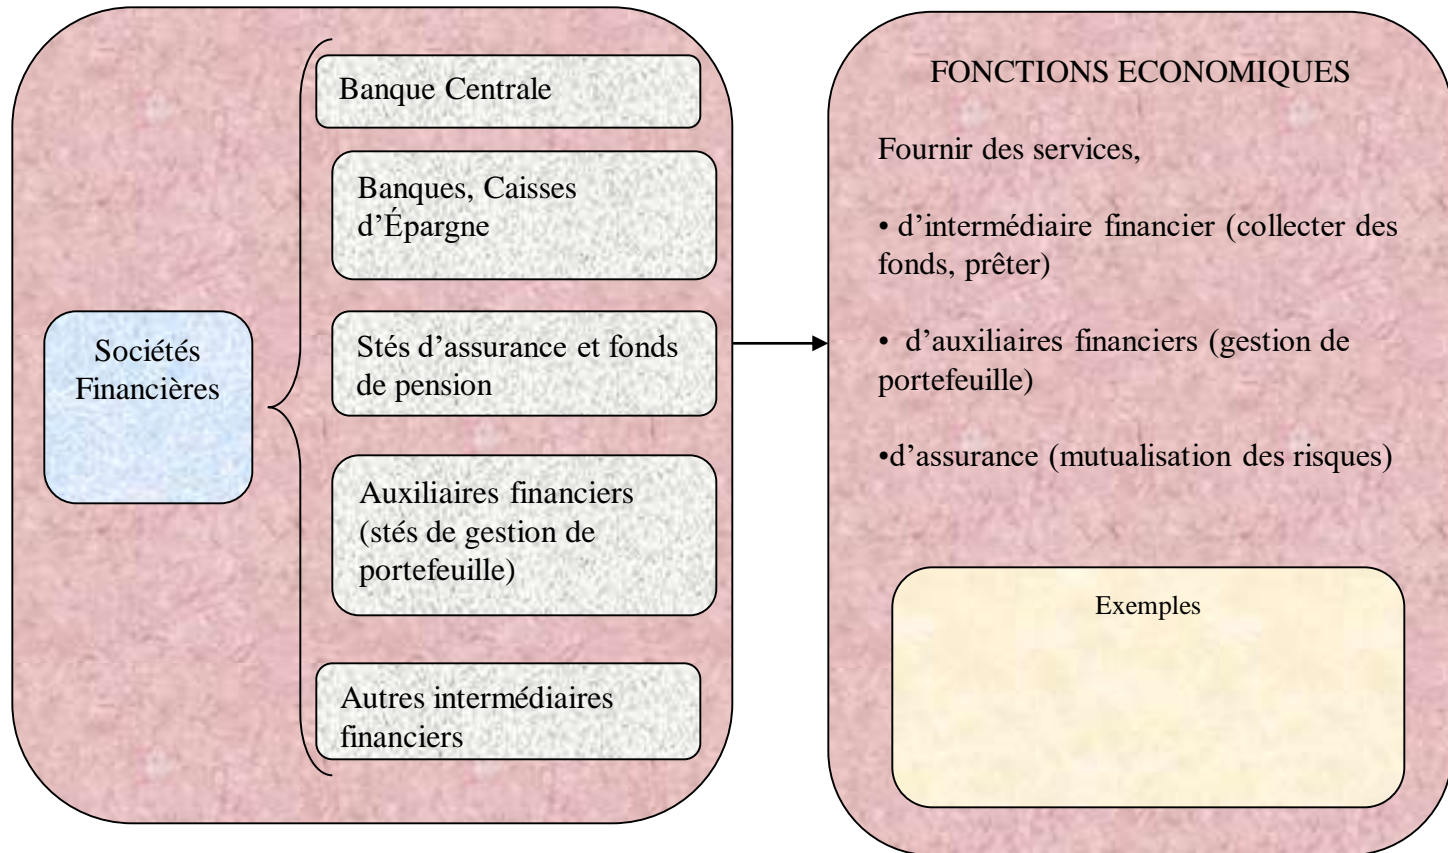 Sociétés
Financières
Banque Centrale
Banques, Caisses
d’Épargne
Stés d’assurance et fonds
de pension
Auxiliaires financiers
(stés de gestion de
portefeuille)
Autres intermédiaires
financiers
FONCTIONS ECONOMIQUES
Fournir des services,
• d’intermédiaire financier (collecter des
fonds, prêter)
• d’auxiliaires financiers (gestion de
portefeuille)
•d’assurance (mutualisation des risques)
Exemples